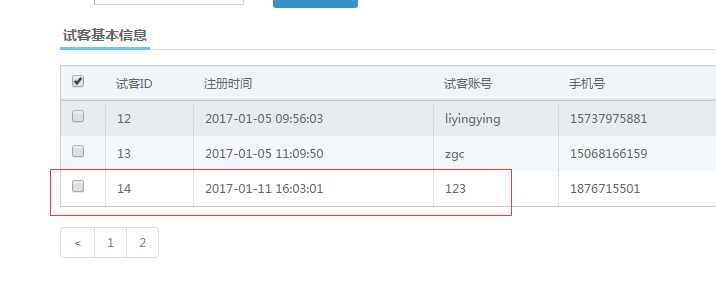 试客基本信息
试客ID 注册时间 试客账号 手机号
12 2017-01-05 09:56:03 liyingying 15737975881
13 2017-01-05 11:09:50 zgc 15068166159
14 2017-01-11 16:03:01 123 1876715501
< 1 2